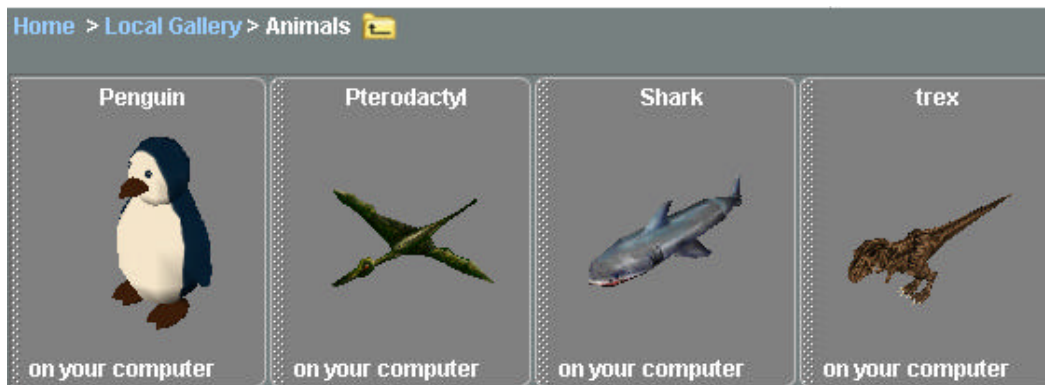 Home > Local Gallery > Animals
Penguin
Pterodactyl
Shark
trex
on your computer
on your computer
on your computer
on your computer